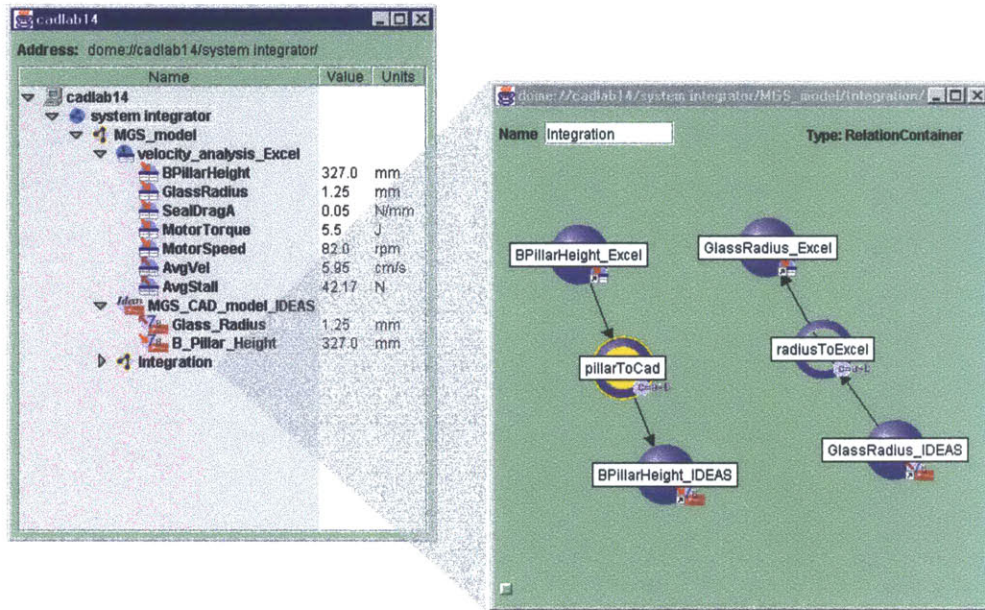 cadlab14
Address: dome://cadlab14/system integrator/
Name Value Units
cadlab14
system integrator
MGS_model
velocity_analysis_Excel
BPillarHeight 327.0 mm
GlassRadius 1.25 mm
SealDragA 0.05 N/mm
MotorTorque 5.5 J
MotorSpeed 82.0 rpm
AvgVel 5.95 cm/s
AvgStall 42.17 N
Ideas MGS_CAD_model_IDEAS
Glass_Radius 1.25 mm
B_Pillar_Height 327.0 mm
Integration
dome://cadlab14/system integrator/MGS_model/Integration/
Name Integration Type: RelationContainer
BPillarHeight_Excel
GlassRadius_Excel
pillarToCad
radiusToExcel
BPillarHeight_IDEAS
GlassRadius_IDEAS